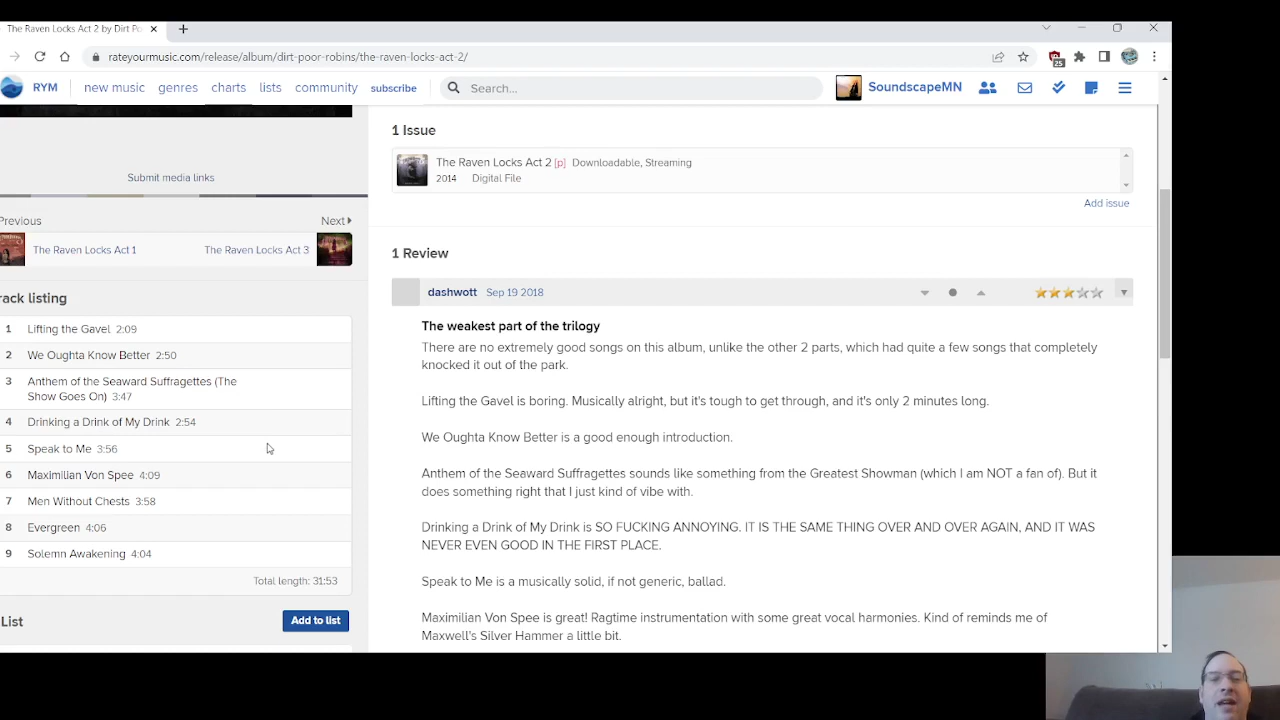 The Raven Locks Act 2 by Dirt Po
rateyourmusic.com/release/album/dirt-poor-robins/the-raven-locks-act-2/
25
RYM
new music
genres
charts
lists
community
subscribe
Search...
SoundscapeMN
Submit media links
Previous
Next
The Raven Locks Act 1
The Raven Locks Act 3
rack listing
1 Lifting the Gavel 2:09
2 We Oughta Know Better 2:50
3 Anthem of the Seaward Suffragettes (The
Show Goes On) 3:47
4 Drinking a Drink of My Drink 2:54
5 Speak to Me 3:56
6 Maximilian Von Spee 4:09
7 Men Without Chests 3:58
8 Evergreen 4:06
9 Solemn Awakening 4:04
Total length: 31:53
List
Add to list
1 Issue
The Raven Locks Act 2 [p] Downloadable, Streaming
2014 Digital File
Add issue
1 Review
dashwott Sep 19 2018
The weakest part of the trilogy
There are no extremely good songs on this album, unlike the other 2 parts, which had quite a few songs that completely
knocked it out of the park.
Lifting the Gavel is boring. Musically alright, but it's tough to get through, and it's only 2 minutes long.
We Oughta Know Better is a good enough introduction.
Anthem of the Seaward Suffragettes sounds like something from the Greatest Showman (which I am NOT a fan of). But it
does something right that I just kind of vibe with.
Drinking a Drink of My Drink is SO FUCKING ANNOYING. IT IS THE SAME THING OVER AND OVER AGAIN, AND IT WAS
NEVER EVEN GOOD IN THE FIRST PLACE.
Speak to Me is a musically solid, if not generic, ballad.
Maximilian Von Spee is great! Ragtime instrumentation with some great vocal harmonies. Kind of reminds me of
Maxwell's Silver Hammer a little bit.